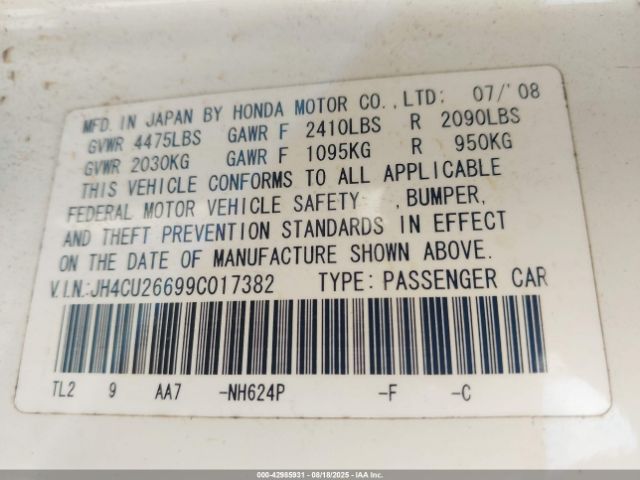 MFD. IN JAPAN BY HONDA MOTOR CO.,LTD: 07/'08
GVWR 4475LBS GAWR F 2410LBS R 2090LBS
GVWR 2030KG GAWR F 1095KG R 950KG
THIS VEHICLE CONFORMS TO ALL APPLICABLE
FEDERAL MOTOR VEHICLE SAFETY ,BUMPER,
AND THEFT PREVENTION STANDARDS IN EFFECT
ON THE DATE OF MANUFACTURE SHOWN ABOVE.
V.I.N:JH4CU26699C017382 TYPE:PASSENGER CAR
TL2 9 AA7 -NH624P -F -C
000-42985931 - 08/18/2025 - IAAI.com